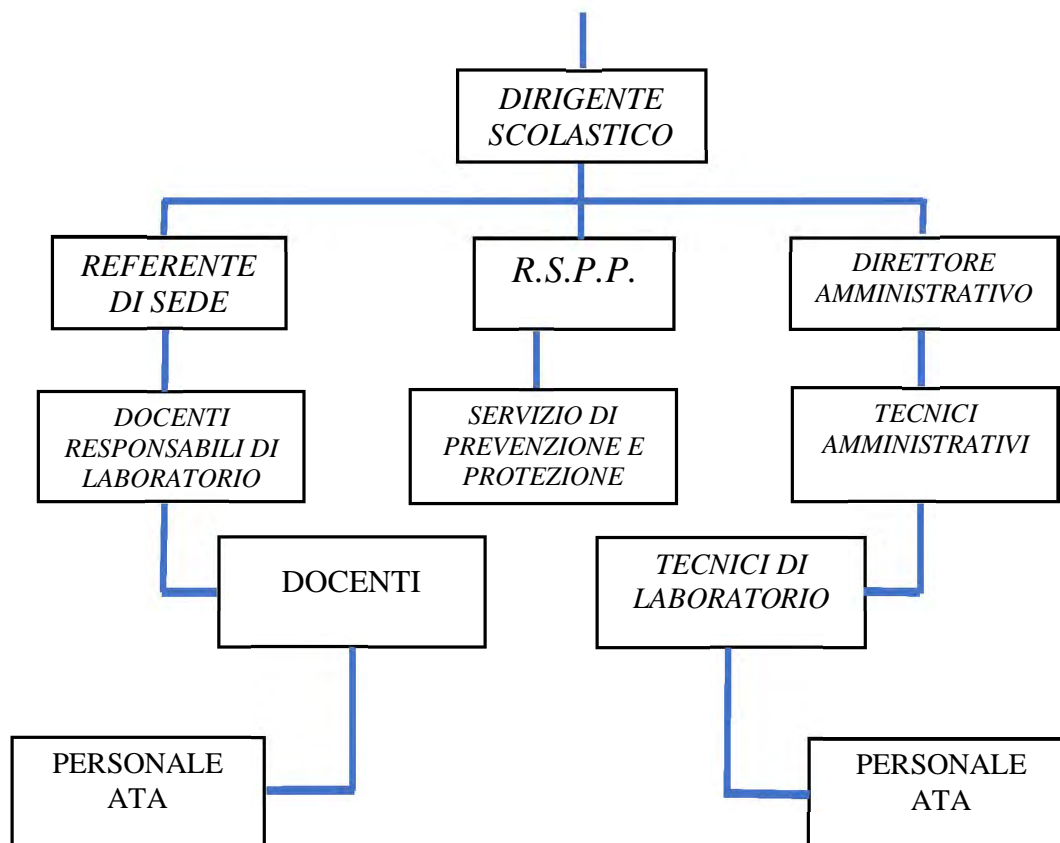 DIRIGENTE
SCOLASTICO
REFERENTE
DI SEDE
R.S.P.P.
DIRETTORE
AMMINISTRATIVO
DOCENTI
RESPONSABILI DI
LABORATORIO
SERVIZIO DI
PREVENZIONE E
PROTEZIONE
TECNICI
AMMINISTRATIVI
DOCENTI
TECNICI DI
LABORATORIO
PERSONALE
ATA
PERSONALE
ATA